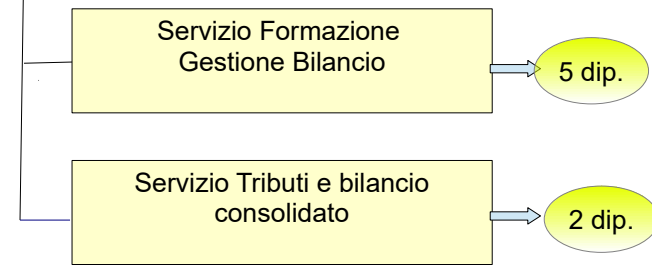 Servizio Formazione
Gestione Bilancio
5 dip.
Servizio Tributi e bilancio
consolidato
2 dip.